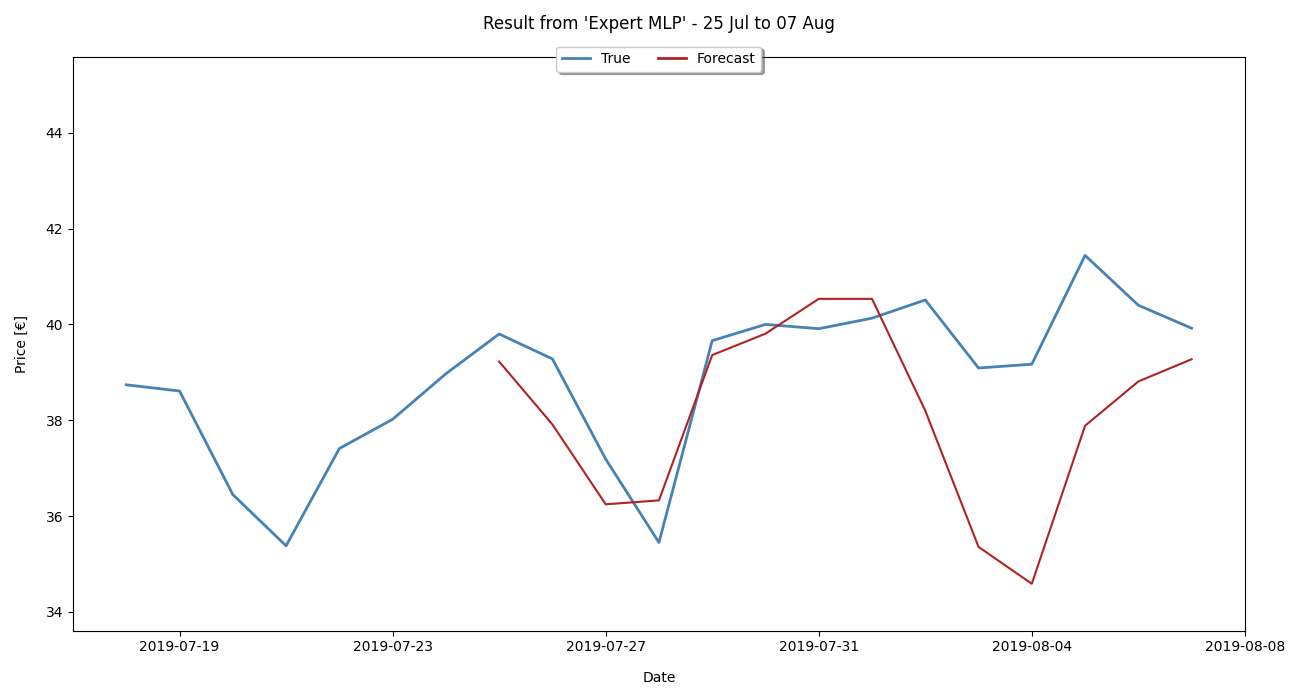 Result from 'Expert MLP' - 25 Jul to 07 Aug
True Forecast
Price [€]
44
42
40
38
36
34
2019-07-19 2019-07-23 2019-07-27 2019-07-31 2019-08-04 2019-08-08
Date